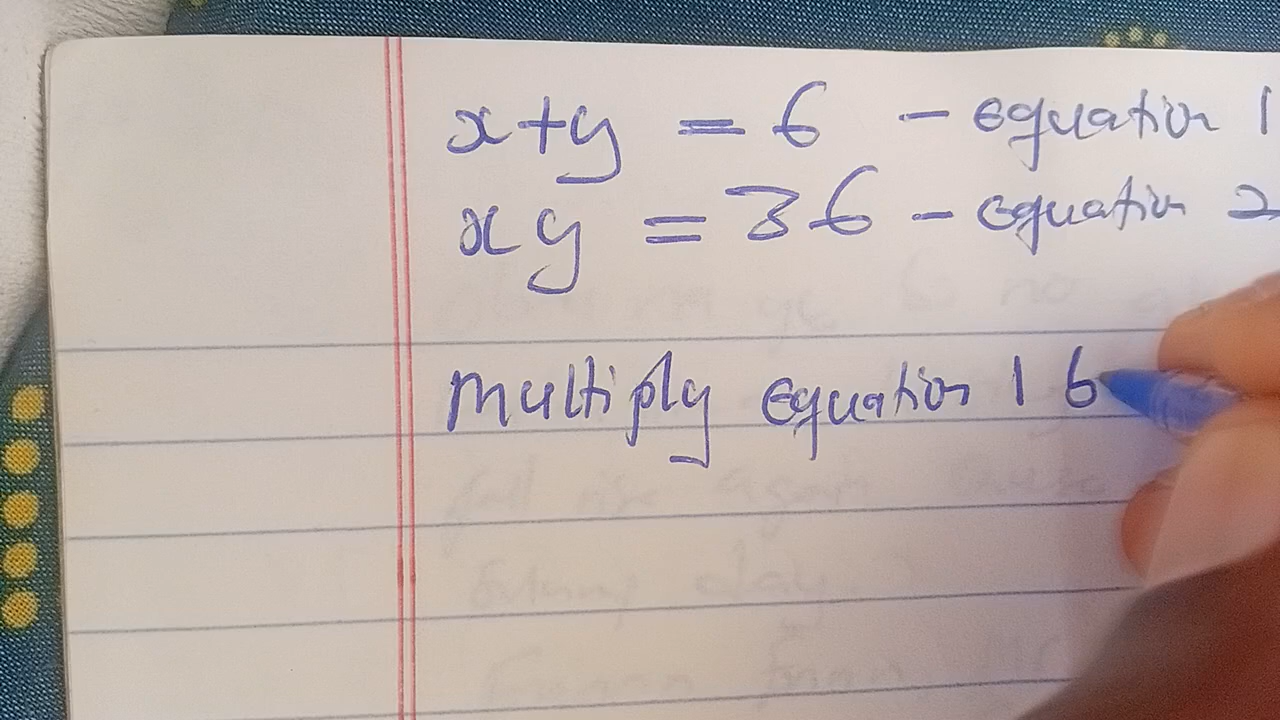 x+y = 6 - equation 1
xy = 36 - equation 2
multiply equation 1 b